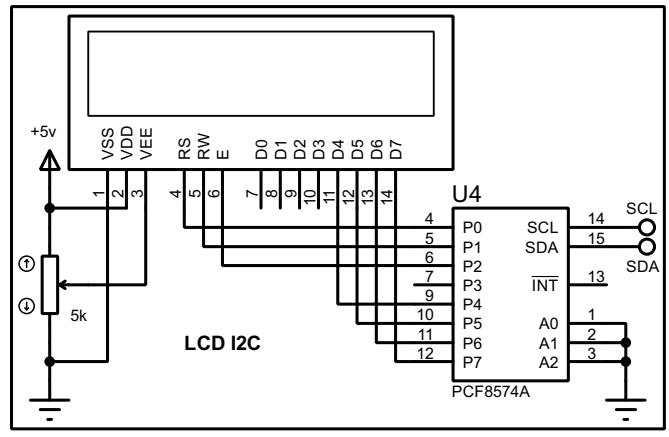 +5v
VSS
VDD
VEE
RS
RW
E
D0
D1
D2
D3
D4
D5
D6
D7
1
2
3
4
5
6
7
8
9
10
11
12
13
14
U4
4 P0 SCL 14 SCL
5 P1 SDA 15 SDA
6 P2
7 P3 INT 13
9 P4 A0 1
10 P5 A1 2
11 P6 A2 3
12 P7
PCF8574A
5k
LCD I2C